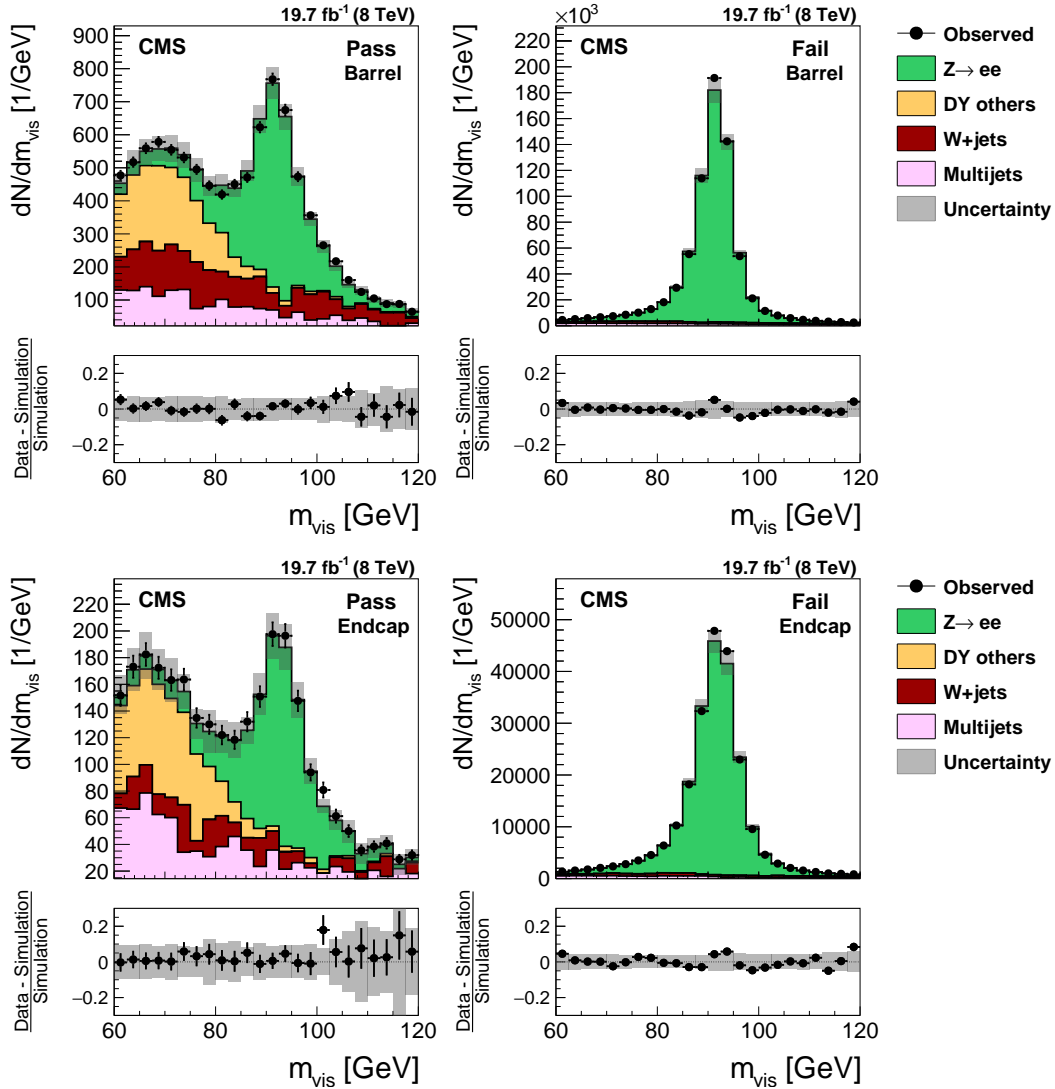 19.7 fb⁻¹ (8 TeV)
CMS
Pass
Barrel
dN/dm_vis [1/GeV]
900
800
700
600
500
400
300
200
100
Data - Simulation
Simulation
0.2
0
−0.2
60 80 100 120
m_vis [GeV]
19.7 fb⁻¹ (8 TeV)
×10³
CMS
Fail
Barrel
dN/dm_vis [1/GeV]
220
200
180
160
140
120
100
80
60
40
20
0
Data - Simulation
Simulation
0.2
0
−0.2
60 80 100 120
m_vis [GeV]
Observed
Z→ ee
DY others
W+jets
Multijets
Uncertainty
19.7 fb⁻¹ (8 TeV)
CMS
Pass
Endcap
dN/dm_vis [1/GeV]
220
200
180
160
140
120
100
80
60
40
20
Data - Simulation
Simulation
0.2
0
−0.2
60 80 100 120
m_vis [GeV]
19.7 fb⁻¹ (8 TeV)
CMS
Fail
Endcap
dN/dm_vis [1/GeV]
50000
40000
30000
20000
10000
0
Data - Simulation
Simulation
0.2
0
−0.2
60 80 100 120
m_vis [GeV]
Observed
Z→ ee
DY others
W+jets
Multijets
Uncertainty